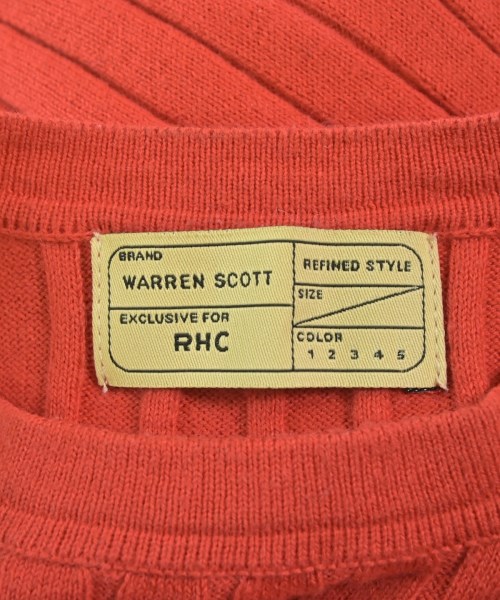 BRAND
WARREN SCOTT
EXCLUSIVE FOR
RHC
REFINED STYLE
SIZE
COLOR
1 2 3 4 5